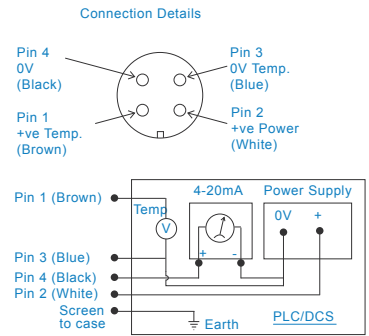 Connection Details
Pin 4
0V
(Black)
Pin 3
0V Temp.
(Blue)
Pin 1
+ve Temp.
(Brown)
Pin 2
+ve Power
(White)
4-20mA
Power Supply
Pin 1 (Brown)
Temp
0V
+
V
+
-
Pin 3 (Blue)
Pin 4 (Black)
Pin 2 (White)
Screen
to case
Earth
PLC/DCS